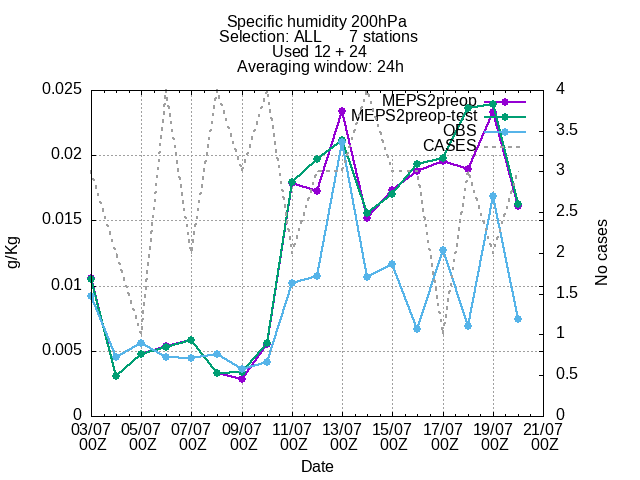 Specific humidity 200hPa
Selection: ALL 7 stations
Used 12 + 24
Averaging window: 24h
0.025
0.02
0.015
0.01
0.005
0
g/Kg
4
3.5
3
2.5
2
1.5
1
0.5
0
No cases
MEPS2preop
MEPS2preop-test
OBS
CASES
03/07 05/07 07/07 09/07 11/07 13/07 15/07 17/07 19/07 21/07
00Z 00Z 00Z 00Z 00Z 00Z 00Z 00Z 00Z 00Z
Date